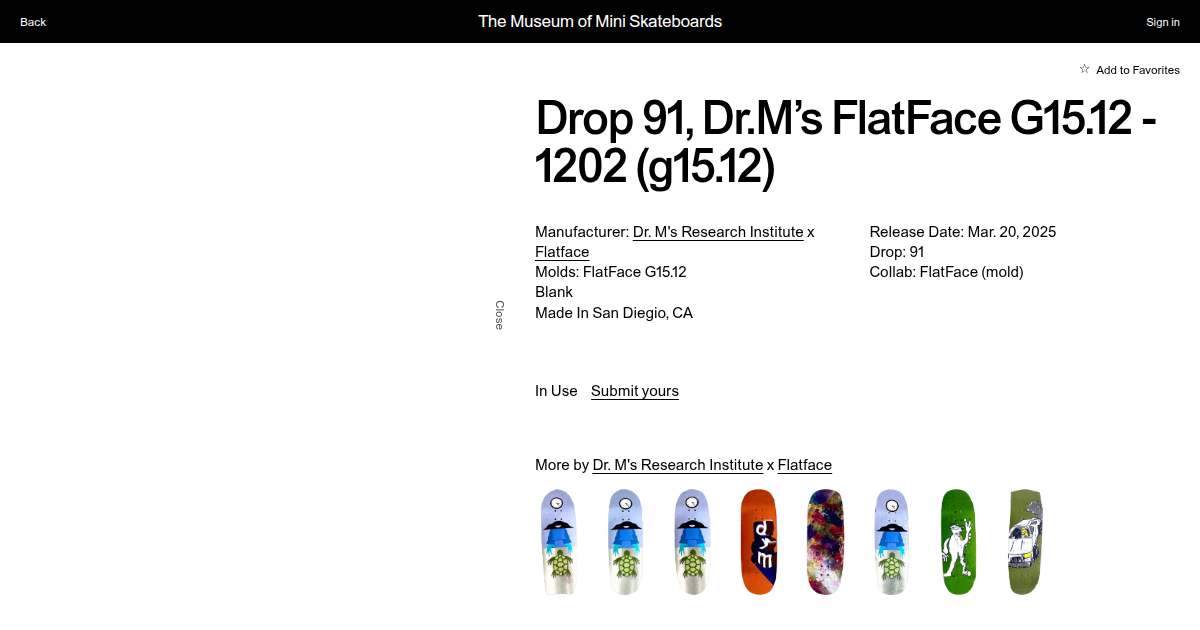 Back
The Museum of Mini Skateboards
Sign in
☆ Add to Favorites
Drop 91, Dr.M’s FlatFace G15.12 -
1202 (g15.12)
Manufacturer: Dr. M's Research Institute x
Flatface
Molds: FlatFace G15.12
Blank
Made In San Diegio, CA
Release Date: Mar. 20, 2025
Drop: 91
Collab: FlatFace (mold)
Close
In Use Submit yours
More by Dr. M's Research Institute x Flatface
drm